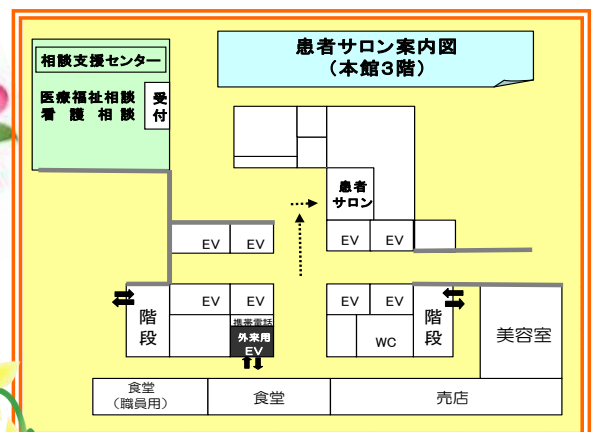 患者サロン案内図
（本館３階）
相談支援センター
医療福祉相談
看護相談
受付
患者
サロン
EV
EV
EV
EV
EV
EV
EV
EV
階段
携帯電話
外来用
EV
WC
階段
美容室
食堂
（職員用）
食堂
売店